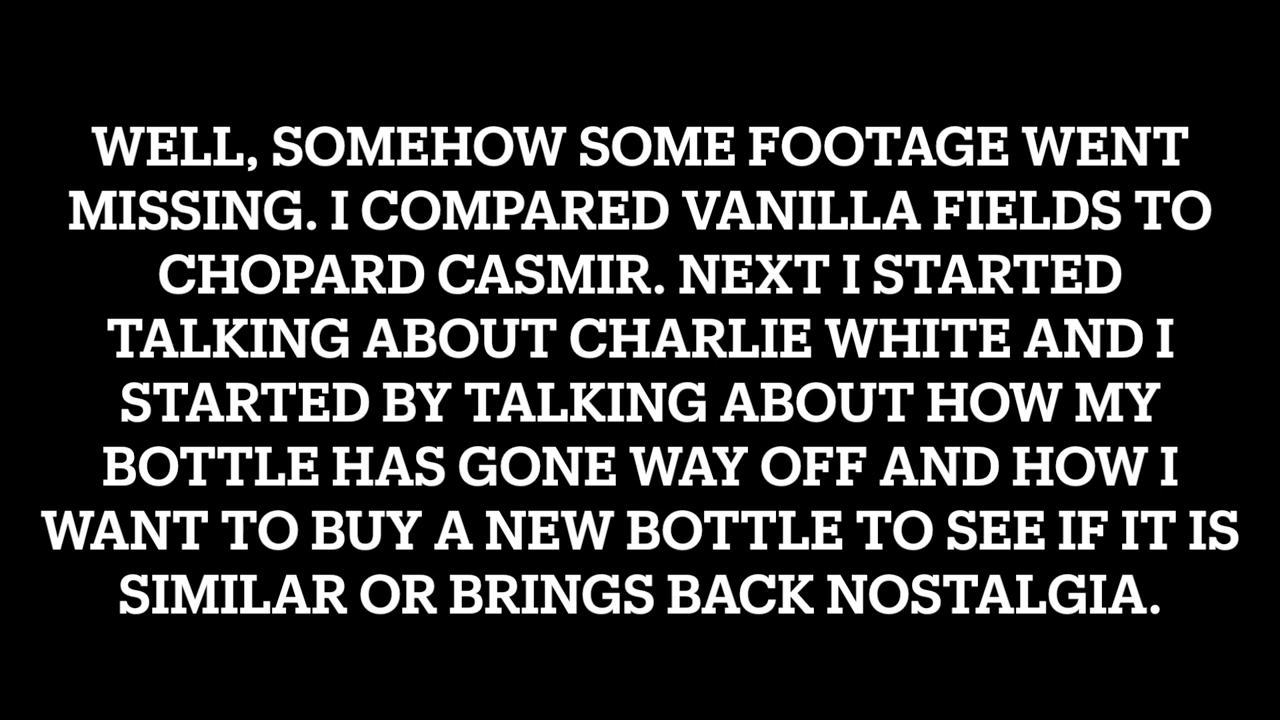 WELL, SOMEHOW SOME FOOTAGE WENT
MISSING. I COMPARED VANILLA FIELDS TO
CHOPARD CASMIR. NEXT I STARTED
TALKING ABOUT CHARLIE WHITE AND I
STARTED BY TALKING ABOUT HOW MY
BOTTLE HAS GONE WAY OFF AND HOW I
WANT TO BUY A NEW BOTTLE TO SEE IF IT IS
SIMILAR OR BRINGS BACK NOSTALGIA.